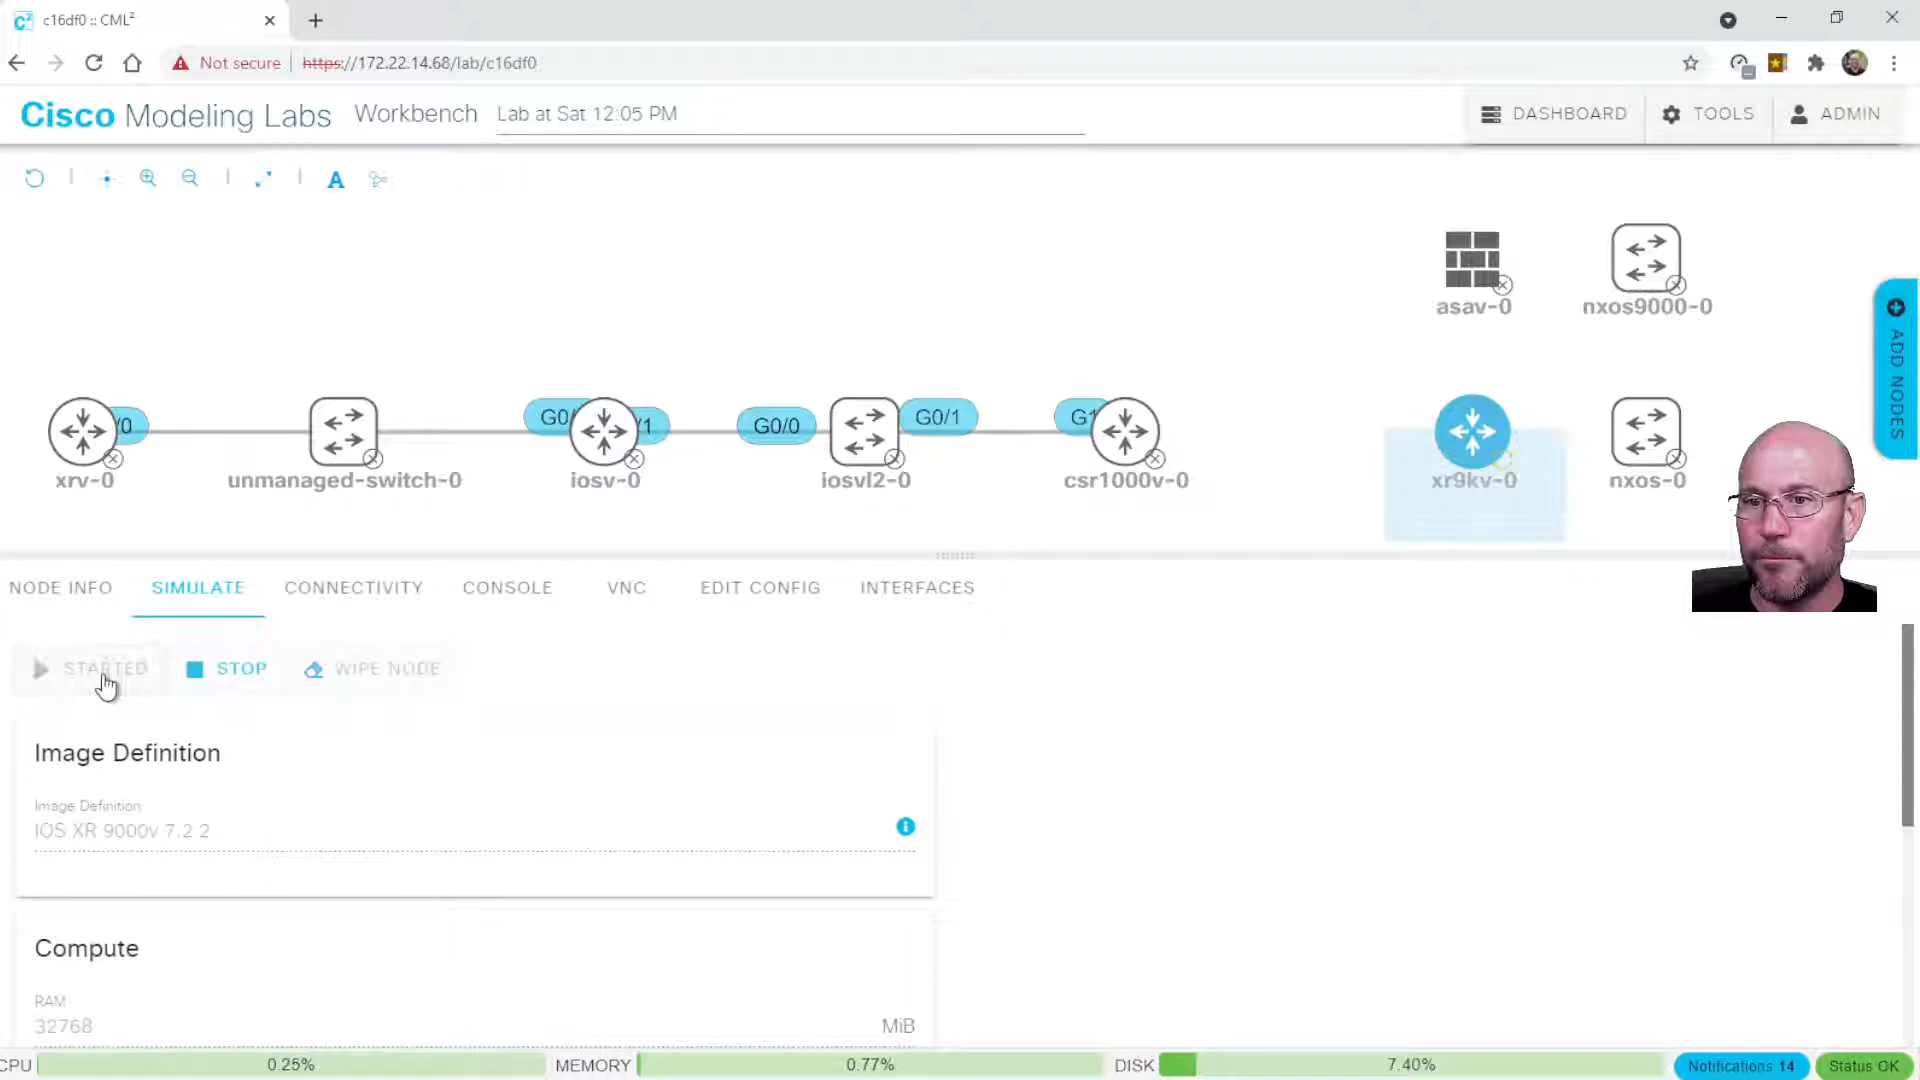 c16df0 :: CML²
Not secure
https://172.22.14.68/lab/c16df0
Cisco Modeling Labs
Workbench
Lab at Sat 12:05 PM
DASHBOARD
TOOLS
ADMIN
A
asav-0
nxos9000-0
ADD NODES
/0
G0/
/1
G0/0
G0/1
G1
xrv-0
unmanaged-switch-0
iosv-0
iosvl2-0
csr1000v-0
xr9kv-0
nxos-0
NODE INFO
SIMULATE
CONNECTIVITY
CONSOLE
VNC
EDIT CONFIG
INTERFACES
STARTED
STOP
WIPE NODE
Image Definition
Image Definition
IOS XR 9000v 7.2 2
Compute
RAM
32768
MiB
CPU
0.25%
MEMORY
0.77%
DISK
7.40%
Notifications 14
Status OK